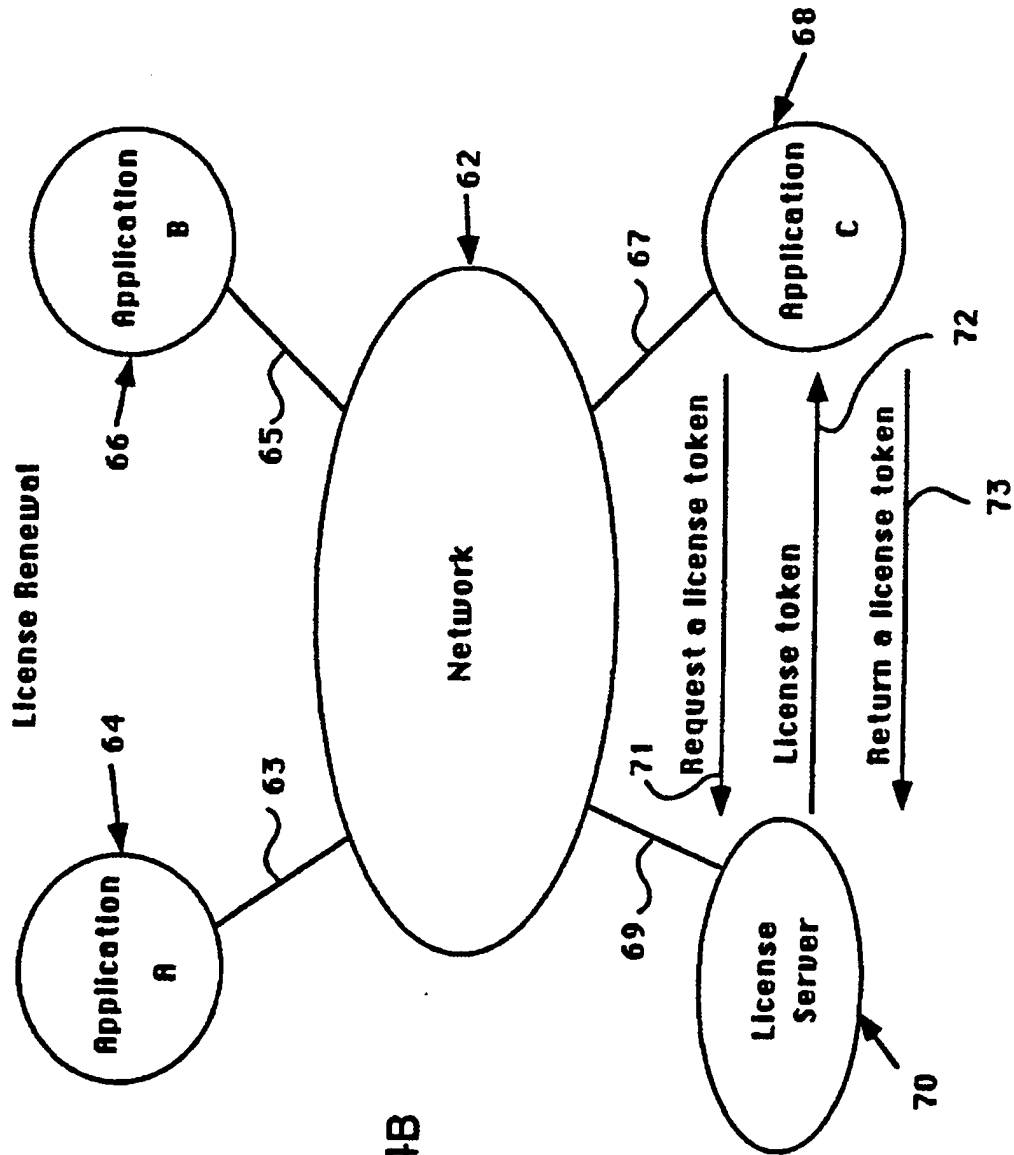 License Renewal
64
Application
A
63
66
Application
B
65
Network
62
69
License
Server
70
71
Request a license token
License token
72
Return a license token
73
67
Application
C
68